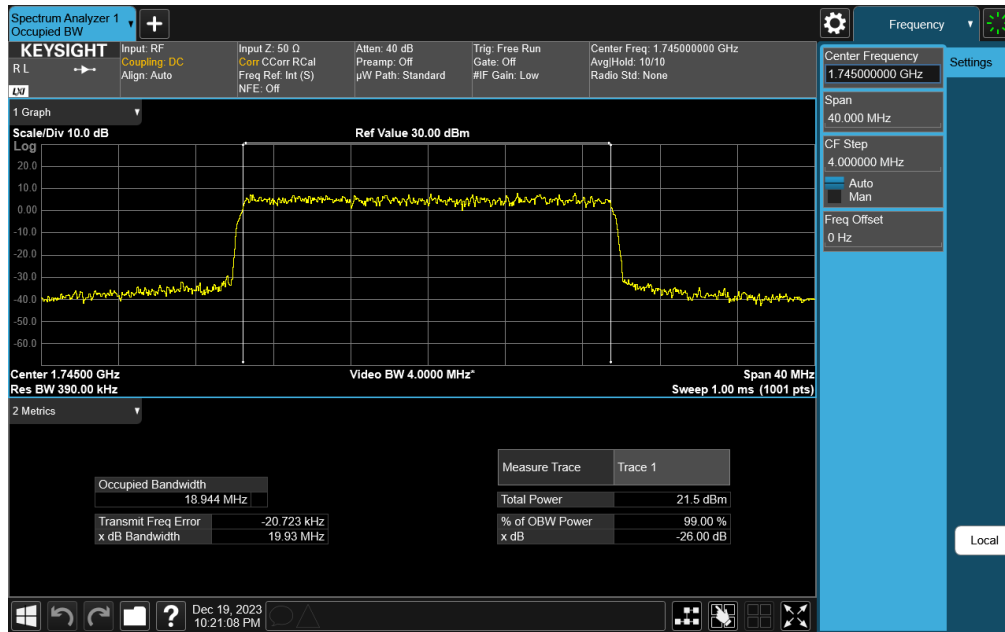 Spectrum Analyzer 1
Occupied BW
+
Frequency
KEYSIGHT
R L
LXI
Input: RF
Coupling: DC
Align: Auto
Input Z: 50 Ω
Corr CCorr RCal
Freq Ref: Int (S)
NFE: Off
Atten: 40 dB
Preamp: Off
µW Path: Standard
Trig: Free Run
Gate: Off
#IF Gain: Low
Center Freq: 1.745000000 GHz
Avg|Hold: 10/10
Radio Std: None
1 Graph
Scale/Div 10.0 dB
Ref Value 30.00 dBm
Log
20.0
10.0
0.00
-10.0
-20.0
-30.0
-40.0
-50.0
-60.0
Center 1.74500 GHz
Video BW 4.0000 MHz*
Span 40 MHz
Res BW 390.00 kHz
Sweep 1.00 ms (1001 pts)
2 Metrics
Occupied Bandwidth
18.944 MHz
Transmit Freq Error -20.723 kHz
x dB Bandwidth 19.93 MHz
Measure Trace Trace 1
Total Power 21.5 dBm
% of OBW Power 99.00 %
x dB -26.00 dB
Center Frequency
1.745000000 GHz
Span
40.000 MHz
CF Step
4.000000 MHz
Auto
Man
Freq Offset
0 Hz
Settings
Local
?
Dec 19, 2023
10:21:08 PM